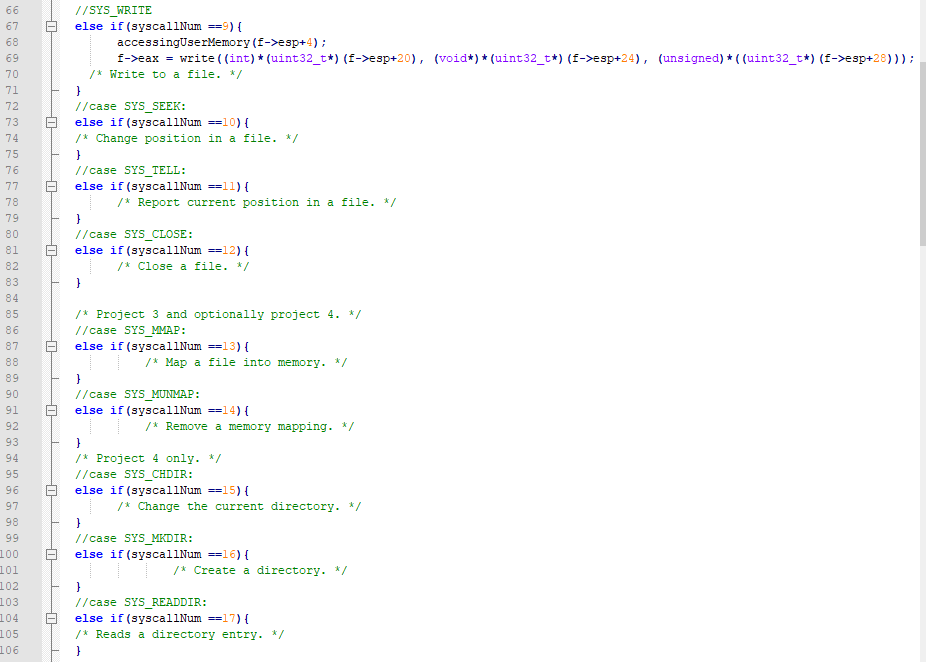 66 //SYS_WRITE
67 else if(syscallNum ==9){
68 accessingUserMemory(f->esp+4);
69 f->eax = write((int)*(uint32_t*)(f->esp+20), (void*)*(uint32_t*)(f->esp+24), (unsigned)*((uint32_t*)(f->esp+28)));
70 /* Write to a file. */
71 }
72 //case SYS_SEEK:
73 else if(syscallNum ==10){
74 /* Change position in a file. */
75 }
76 //case SYS_TELL:
77 else if(syscallNum ==11){
78 /* Report current position in a file. */
79 }
80 //case SYS_CLOSE:
81 else if(syscallNum ==12){
82 /* Close a file. */
83 }
84
85 /* Project 3 and optionally project 4. */
86 //case SYS_MMAP:
87 else if(syscallNum ==13){
88 /* Map a file into memory. */
89 }
90 //case SYS_MUNMAP:
91 else if(syscallNum ==14){
92 /* Remove a memory mapping. */
93 }
94 /* Project 4 only. */
95 //case SYS_CHDIR:
96 else if(syscallNum ==15){
97 /* Change the current directory. */
98 }
99 //case SYS_MKDIR:
100 else if(syscallNum ==16){
101 /* Create a directory. */
102 }
103 //case SYS_READDIR:
104 else if(syscallNum ==17){
105 /* Reads a directory entry. */
106 }